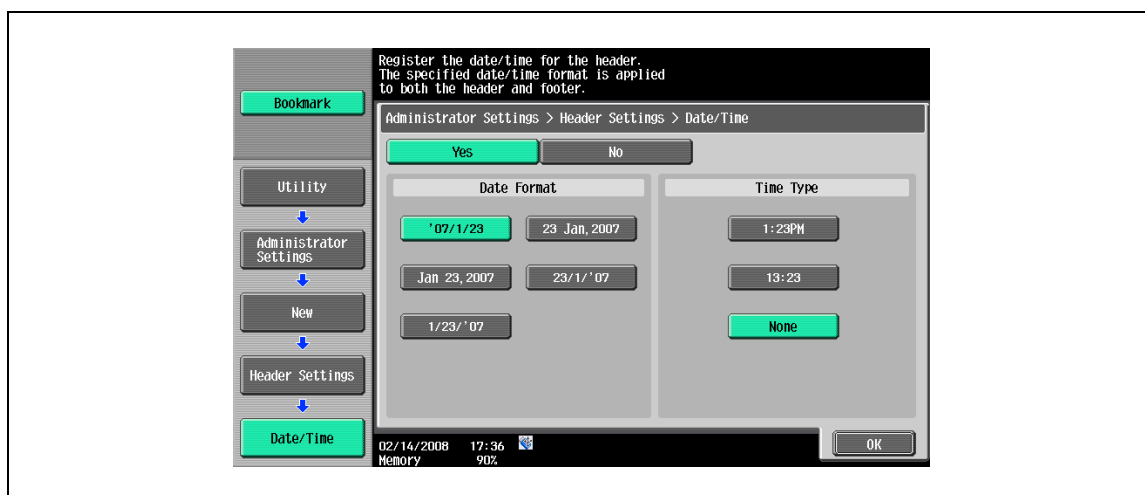 Register the date/time for the header.
The specified date/time format is applied
to both the header and footer.
Bookmark
Administrator Settings > Header Settings > Date/Time
Yes
No
Utility
Administrator
Settings
New
Header Settings
Date/Time
Date Format
'07/1/23
23 Jan,2007
Jan 23,2007
23/1/'07
1/23/'07
Time Type
1:23PM
13:23
None
02/14/2008 17:36
Memory 90%
OK